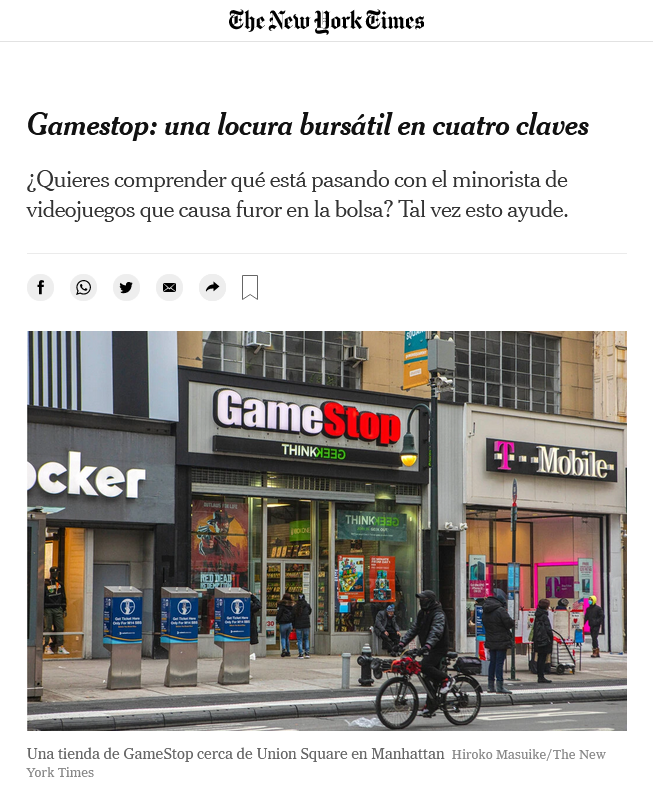 The New York Times
Gamestop: una locura bursátil en cuatro claves
¿Quieres comprender qué está pasando con el minorista de
videojuegos que causa furor en la bolsa? Tal vez esto ayude.
ocker
GameStop
THINKGEEK
T-Mobile
THINKGEEK
RED DEAD
Una tienda de GameStop cerca de Union Square en Manhattan Hiroko Masuike/The New
York Times